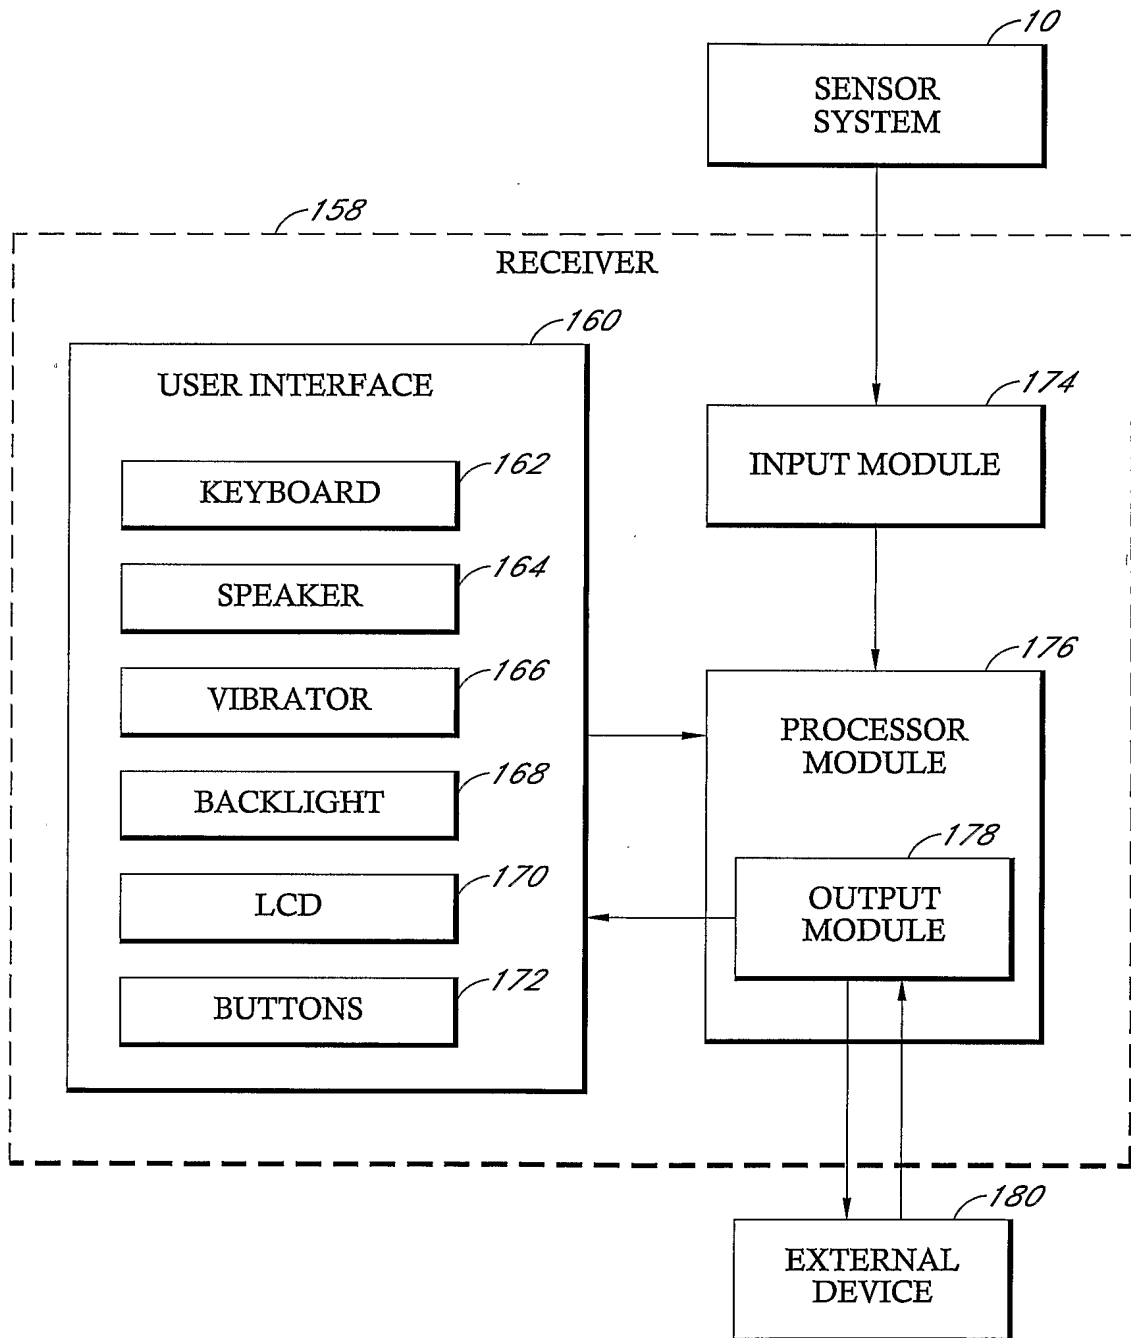 10
SENSOR
SYSTEM
158
RECEIVER
160
USER INTERFACE
174
INPUT MODULE
162
KEYBOARD
164
SPEAKER
166
VIBRATOR
168
BACKLIGHT
170
LCD
172
BUTTONS
176
PROCESSOR
MODULE
178
OUTPUT
MODULE
180
EXTERNAL
DEVICE